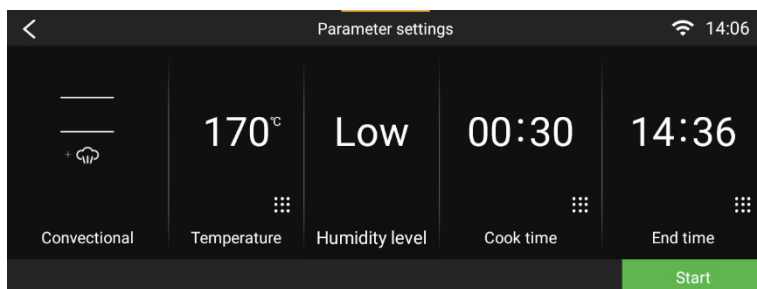 Parameter settings
14:06
170℃
Low
00:30
14:36
+
Convectional
Temperature
Humidity level
Cook time
End time
Start